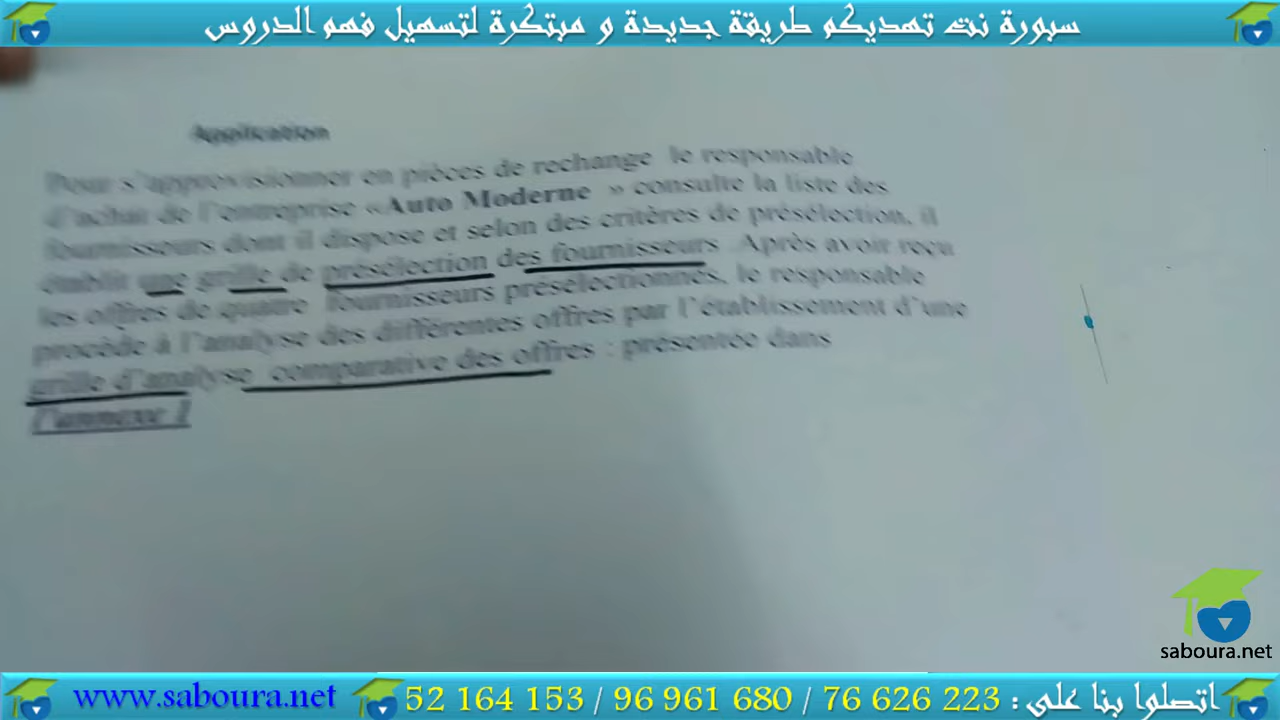 سبورة نت تهديكم طريقة جديدة و مبتكرة لتسهيل فهم الدروس
Application
Pour s'approvisionner en pièces de rechange le responsable
d'achat de l'entreprise «Auto Moderne » consulte la liste des
fournisseurs dont il dispose et selon des critères de présélection, il
établit une grille de présélection des fournisseurs. Après avoir reçu
les offres de quatre fournisseurs présélectionnés, le responsable
procède à l'analyse des différentes offres par l'établissement d'une
grille d'analyse comparative des offres : présentée dans
l'annexe 1
saboura.net
www.saboura.net 52 164 153 / 96 961 680 / 76 626 223 اتصلوا بنا على :